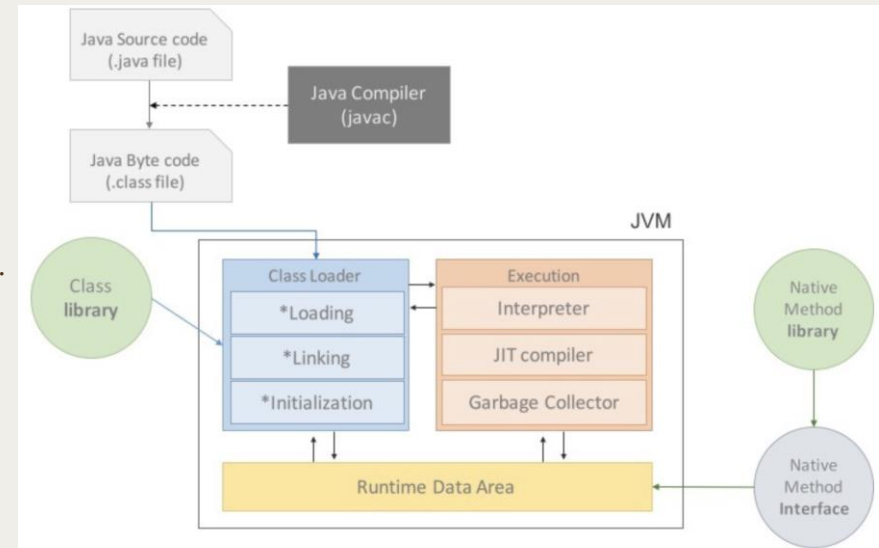 Java Source code
(.java file)
Java Compiler
(javac)
Java Byte code
(.class file)
JVM
.
Class
library
Class Loader
*Loading
*Linking
*Initialization
Execution
Interpreter
JIT compiler
Garbage Collector
Native
Method
library
Runtime Data Area
Native
Method
Interface